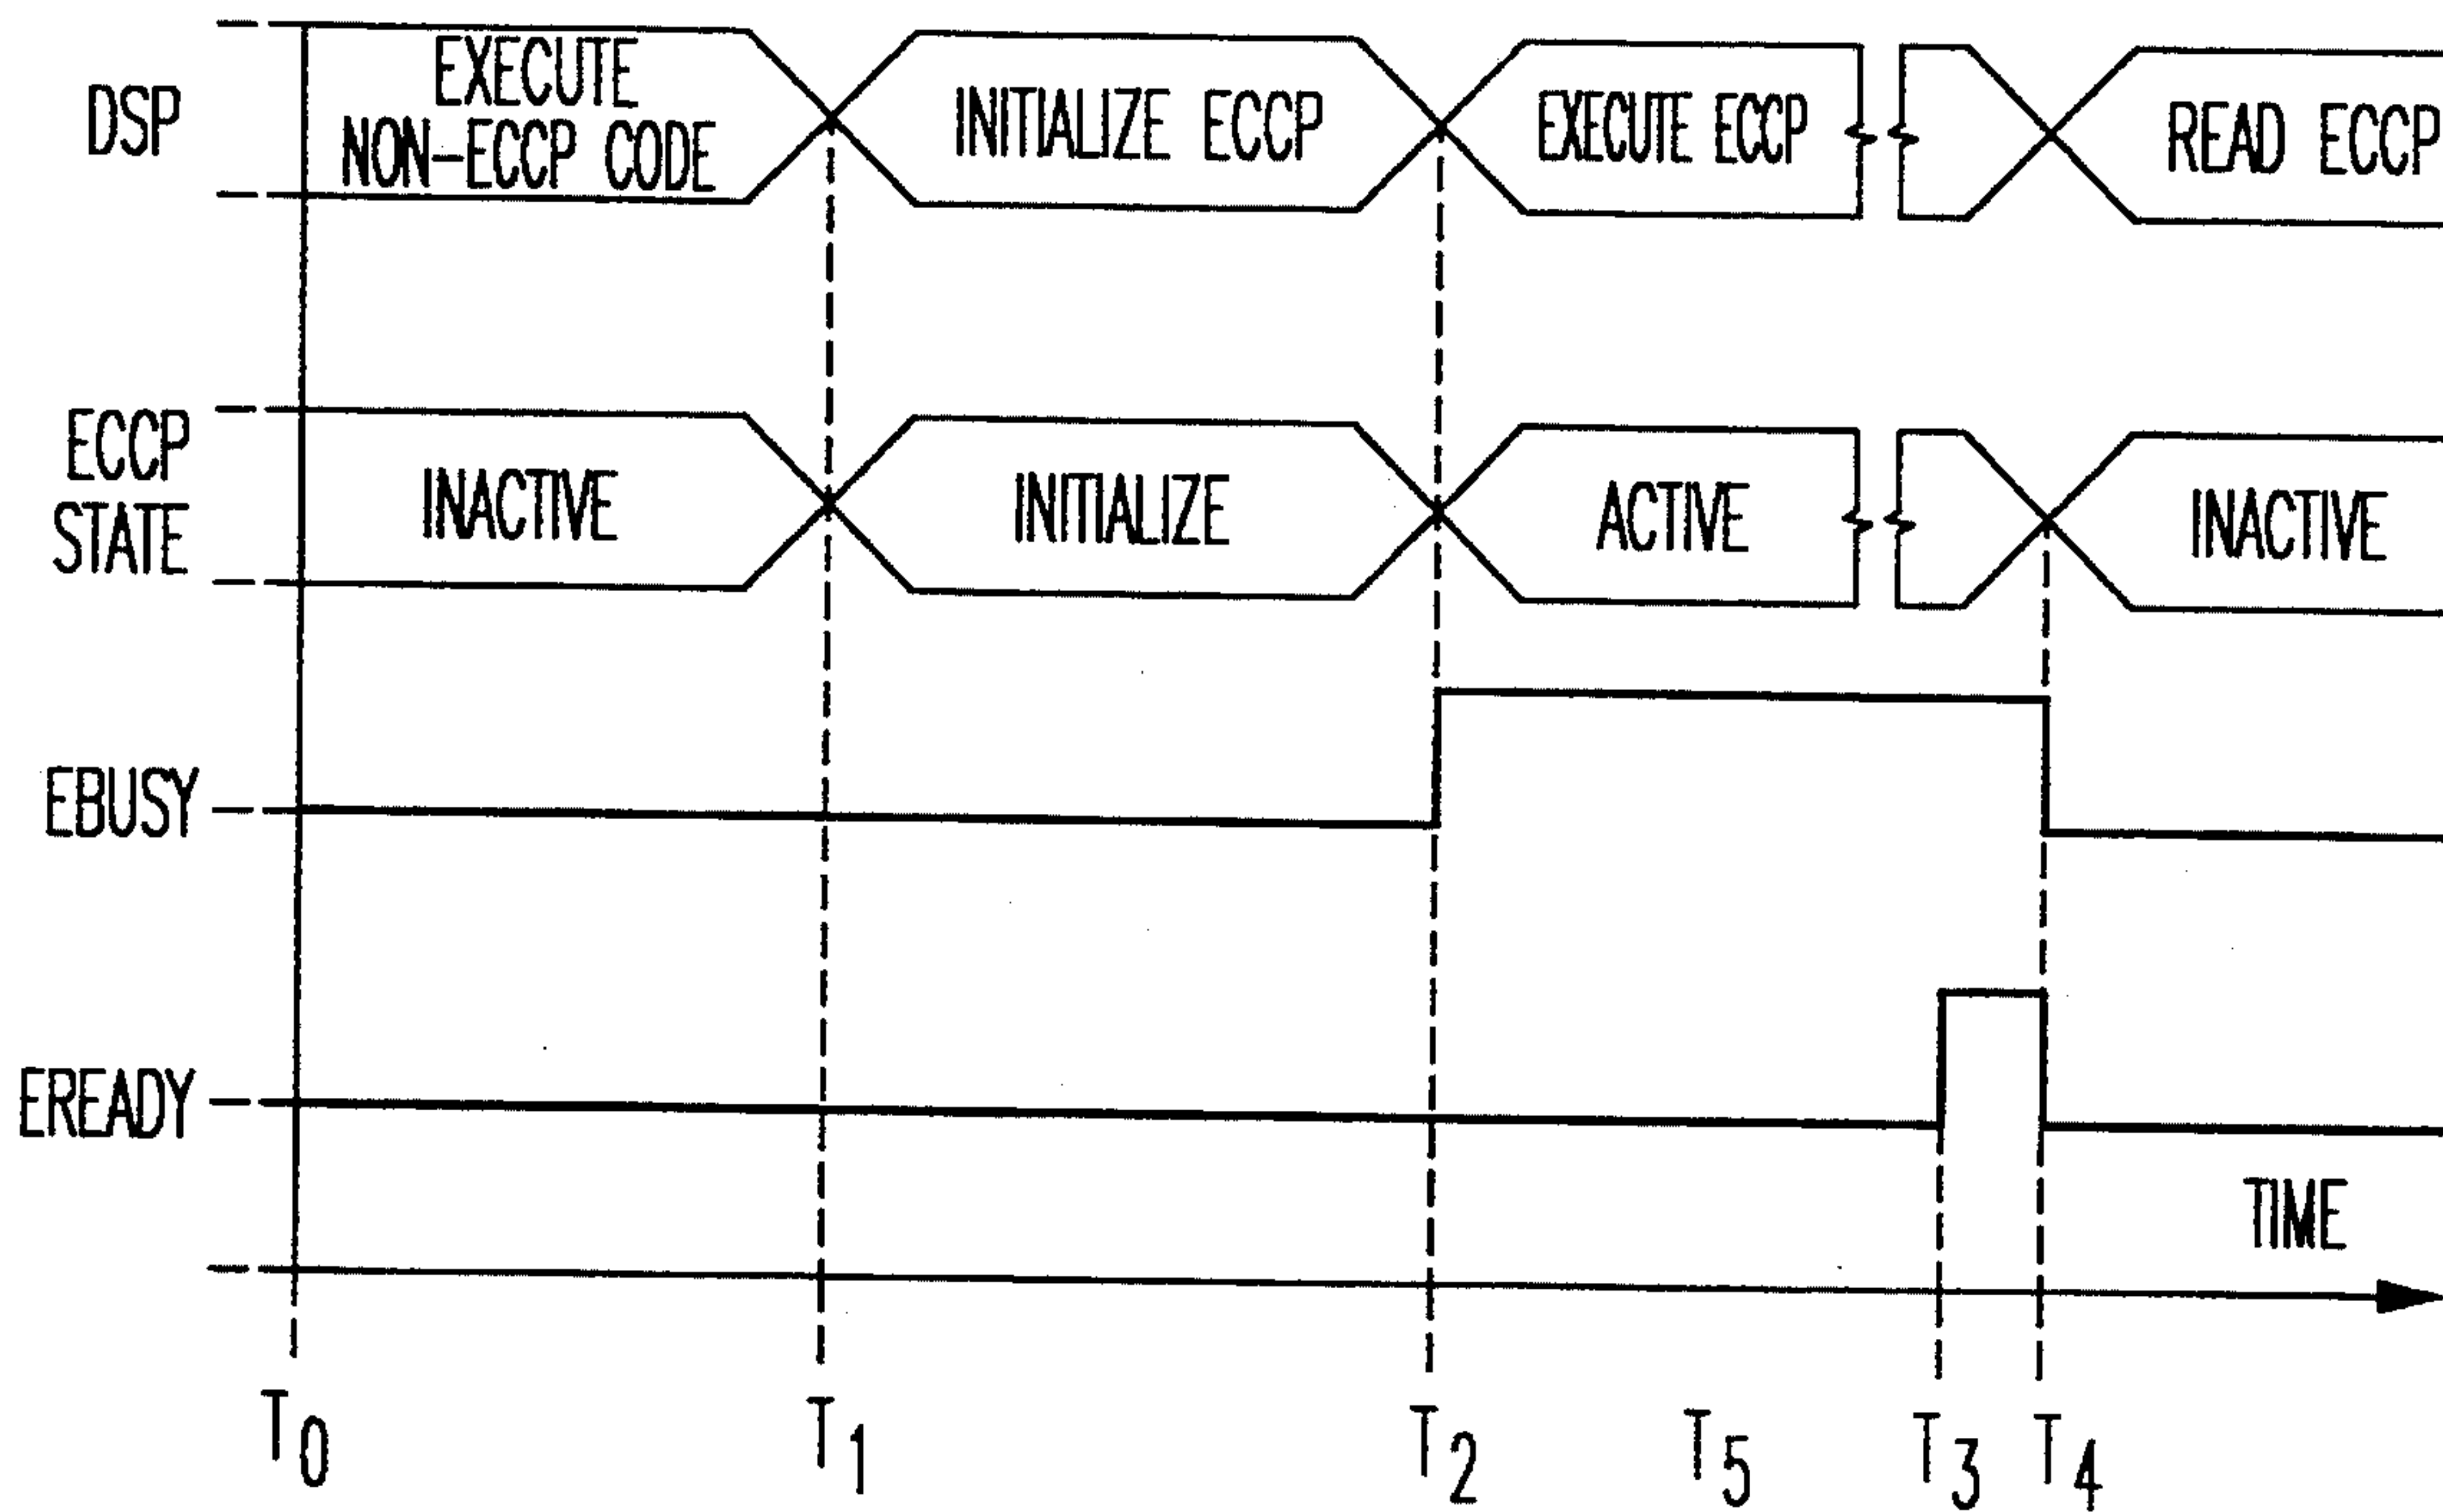 DSP
EXECUTE
NON-ECCP CODE
INITIALIZE ECCP
EXECUTE ECCP
READ ECCP
ECCP
STATE
INACTIVE
INITIALIZE
ACTIVE
INACTIVE
EBUSY
EREADY
TIME
T0
T1
T2
T5
T3
T4